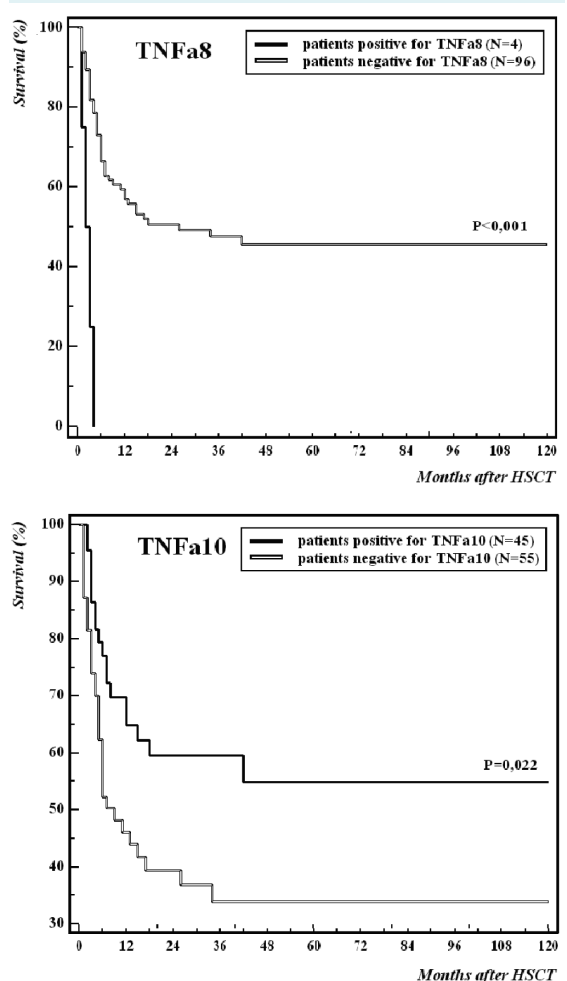 TNFa8
patients positive for TNFa8 (N=4)
patients negative for TNFa8 (N=96)
Survival (%)
100
80
60
40
20
0
P<0,001
0 12 24 36 48 60 72 84 96 108 120
Months after HSCT
TNFa10
patients positive for TNFa10 (N=45)
patients negative for TNFa10 (N=55)
Survival (%)
100
90
80
70
60
50
40
30
P=0,022
0 12 24 36 48 60 72 84 96 108 120
Months after HSCT